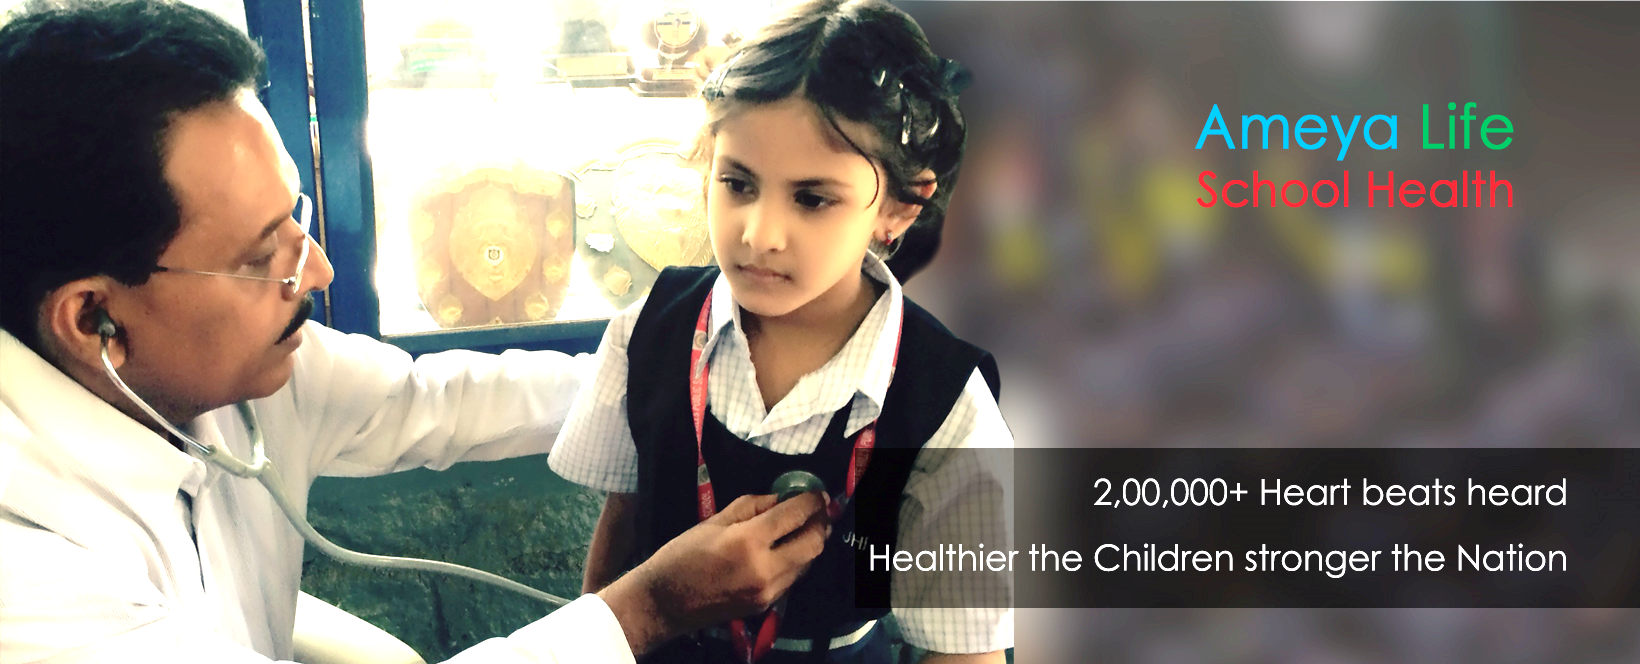 Ameya Life
School Health
2,00,000+ Heart beats heard
Healthier the Children stronger the Nation